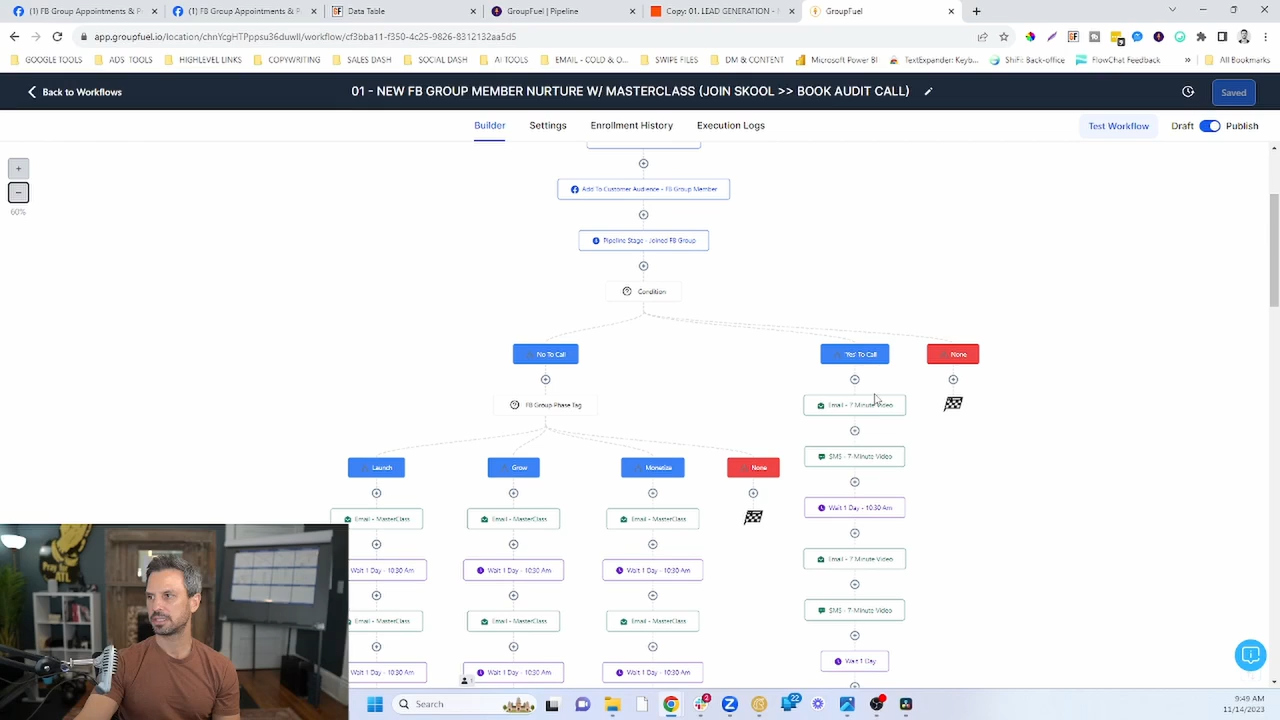 (1) FB Group Appointments & P
(1) FB Group Appointments & P
Data Table
GroupFuel | Pipeline
Copy: 01. LEAD GENERATION -
GroupFuel
app.groupfuel.io/location/chnYcgHTPppsu36duwll/workflow/cf3bba11-f350-4c25-9826-8312132aa5d5
GOOGLE TOOLS
ADS TOOLS
HIGHLEVEL LINKS
COPYWRITING
SALES DASH
SOCIAL DASH
AI TOOLS
EMAIL - COLD & O...
SWIPE FILES
DM & CONTENT
Microsoft Power BI
TextExpander: Keyb...
Shift Back-office
FlowChat Feedback
»
All Bookmarks
Back to Workflows
01 - NEW FB GROUP MEMBER NURTURE W/ MASTERCLASS (JOIN SKOOL >> BOOK AUDIT CALL)
Saved
Builder
Settings
Enrollment History
Execution Logs
Test Workflow
Draft
Publish
60%
Add To Customer Audience - FB Group Member
Pipeline Stage - Joined FB Group
Condition
No To Call
'Yes' To Call
None
FB Group Phase Tag
Email - 7 Minute Video
Launch
Grow
Monetize
None
SMS - 7-Minute Video
Wait 1 Day - 10:30 Am
Email - MasterClass
Email - MasterClass
Email - MasterClass
Email - 7 Minute Video
Wait 1 Day - 10:30 Am
Wait 1 Day - 10:30 Am
Wait 1 Day - 10:30 Am
SMS - 7-Minute Video
Email - MasterClass
Email - MasterClass
Email - MasterClass
Wait 1 Day
Wait 1 Day - 10:30 Am
Wait 1 Day - 10:30 Am
Wait 1 Day - 10:30 Am
Search
2
22
9:49 AM
11/14/2023